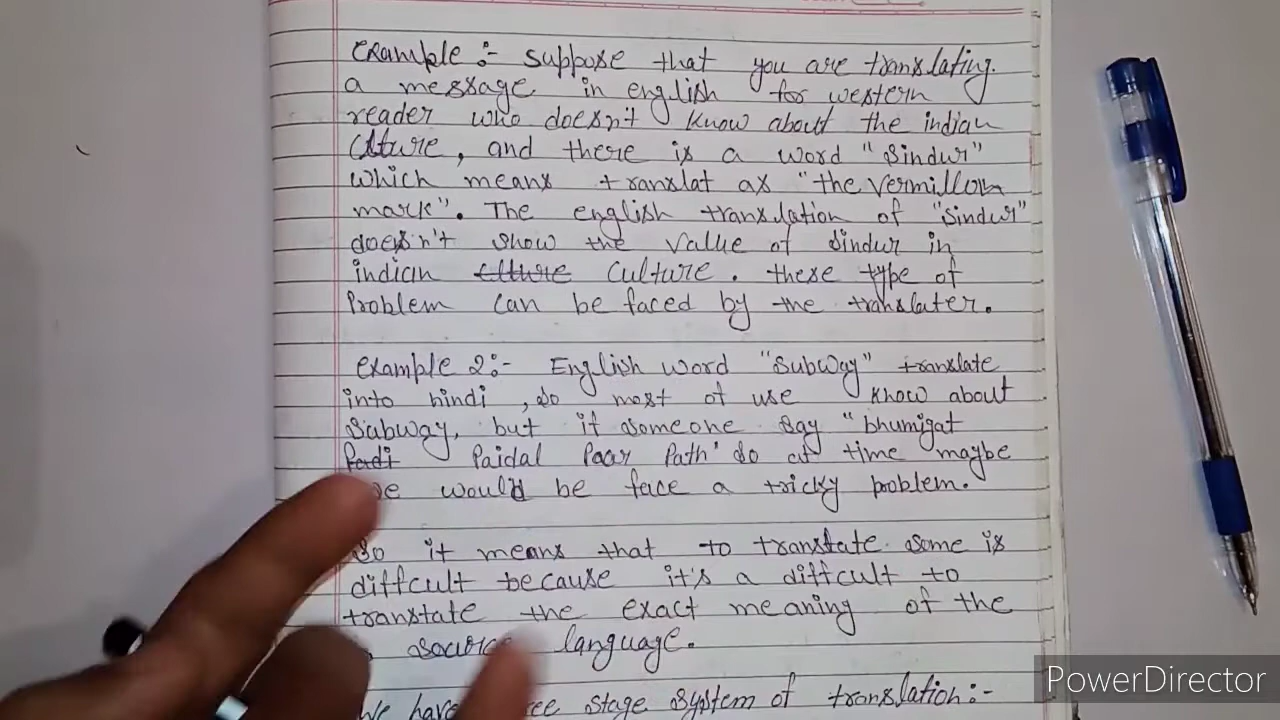 Example :- suppose that you are translating.
a message in english for western
reader who doesn't know about the indian
Clture, and there is a word "Sindur"
which means translat as "the vermillon
mark". The english translation of "Sindur"
doesn't show the value of Sindur in
indian clture culture. these type of
Problem can be faced by the translater.
Example 2:- English word "Subway" translate
into hindi, so most of use know about
Subway, but if someone say "bhumigat
Padi Paidal Paar Path' so at time maybe
we would be face a tricky problem.
So it means that to translate some is
diffcult because it's a diffcult to
transtate the exact meaning of the
source language.
We have stage system of translation:-
PowerDirector